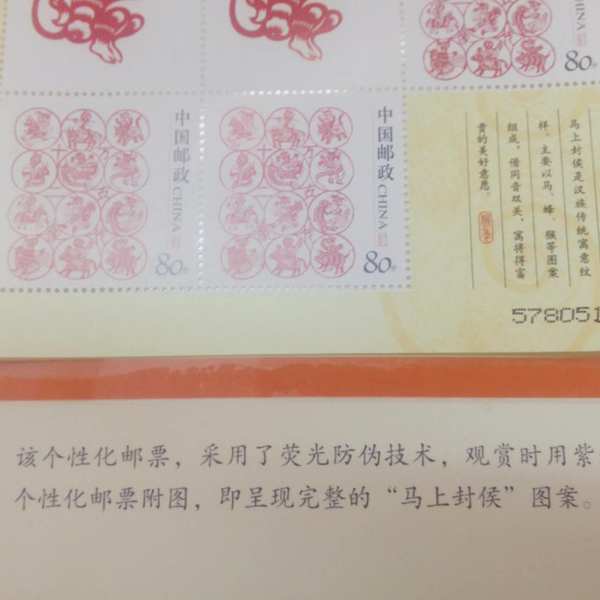 80分
中国邮政 CHINA
80分
中国邮政 CHINA
80分
马上封侯是汉族传统寓意纹
样。主要以马、蜂、猴等图案
组成，借同音双关，寓将得富
贵的美好意愿。
578051
该个性化邮票，采用了荧光防伪技术，观赏时用紫
个性化邮票附图，即呈现完整的“马上封侯”图案。